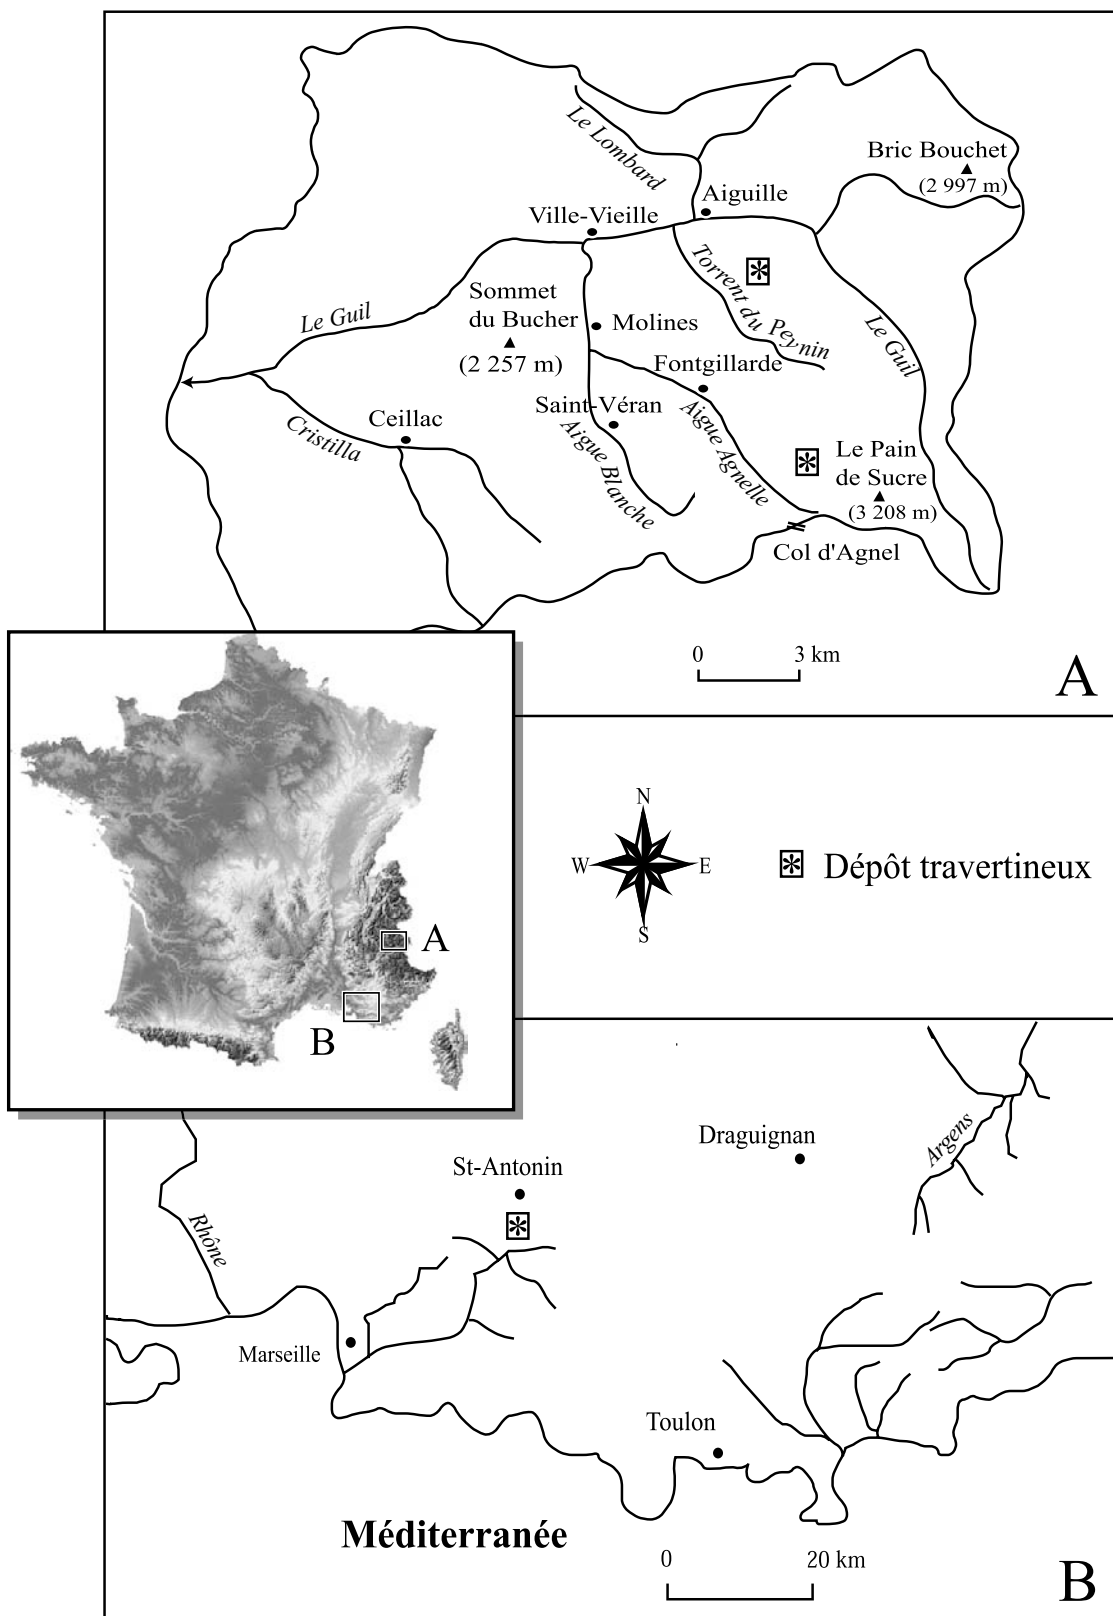 Le Lombard
Bric Bouchet
(2 997 m)
Aiguille
Ville-Vieille
Torrent du Peynin
Sommet
du Bucher
(2 257 m)
Le Guil
Molines
Le Guil
Fontgillarde
Saint-Véran
Ceillac
Cristilla
Aigue Blanche
Aigue Agnelle
Le Pain
de Sucre
(3 208 m)
Col d'Agnel
0 3 km
A
A
B
N
W E
S
Dépôt travertineux
Argens
Draguignan
St-Antonin
Rhône
Marseille
Toulon
Méditerranée
0 20 km
B